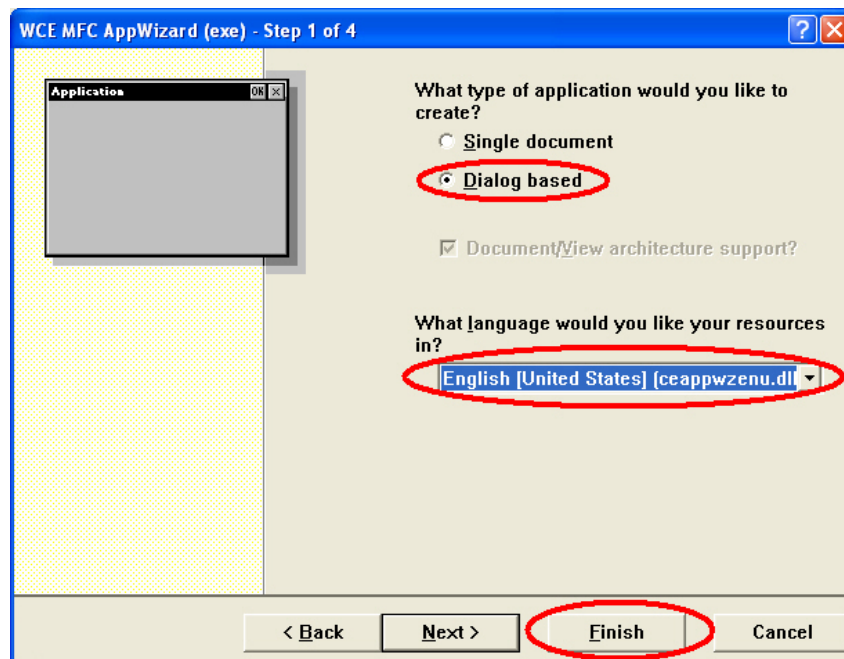 WCE MFC AppWizard (exe) - Step 1 of 4
Application OK
What type of application would you like to
create?
Single document
Dialog based
Document/View architecture support?
What language would you like your resources
in?
English [United States] (ceappwzenu.dll
< Back Next > Finish Cancel